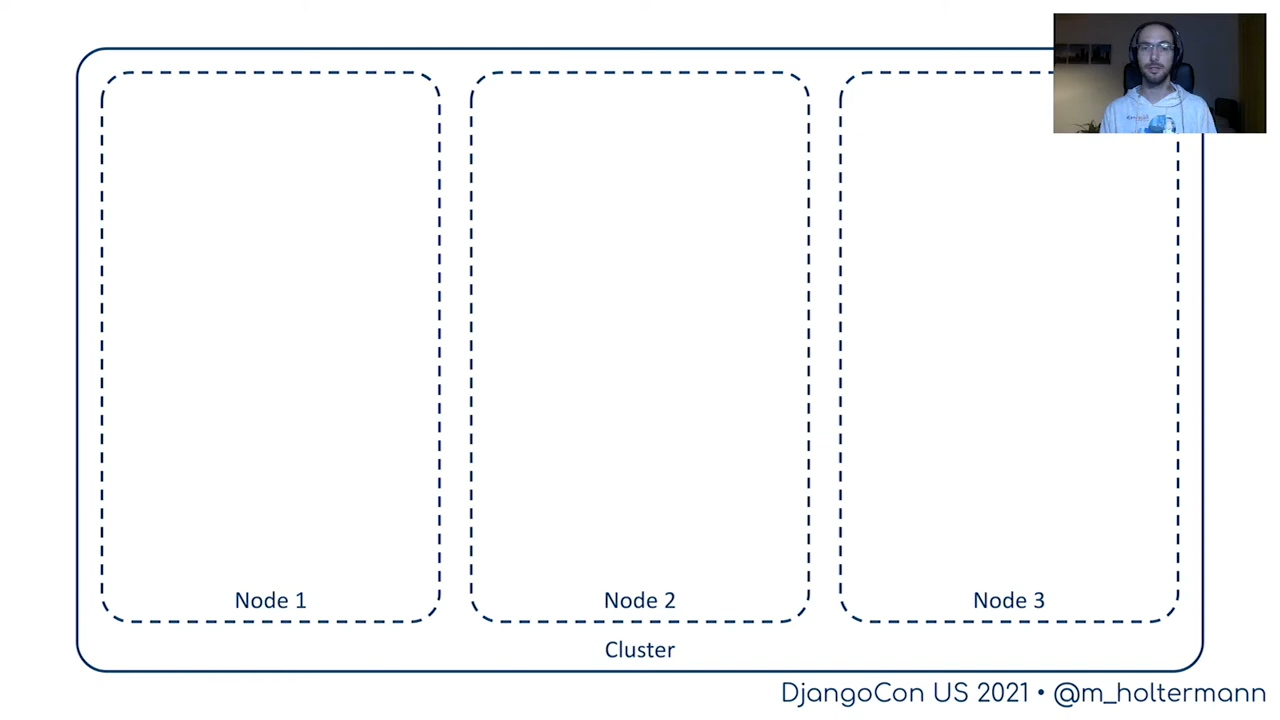 Node 1
Node 2
Node 3
Cluster
DjangoCon US 2021 • @m_holtermann